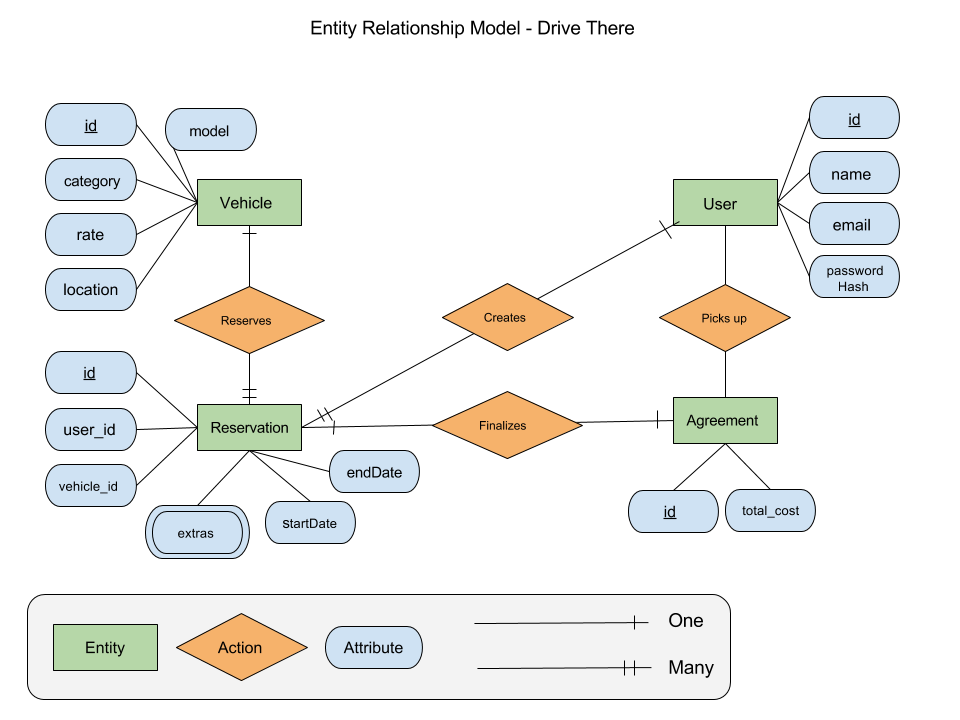 Entity Relationship Model - Drive There
id
model
category
rate
location
Vehicle
User
id
name
email
password
Hash
Reserves
Creates
Picks up
id
user_id
vehicle_id
Reservation
Finalizes
Agreement
endDate
startDate
extras
id
total_cost
Entity
Action
Attribute
One
Many